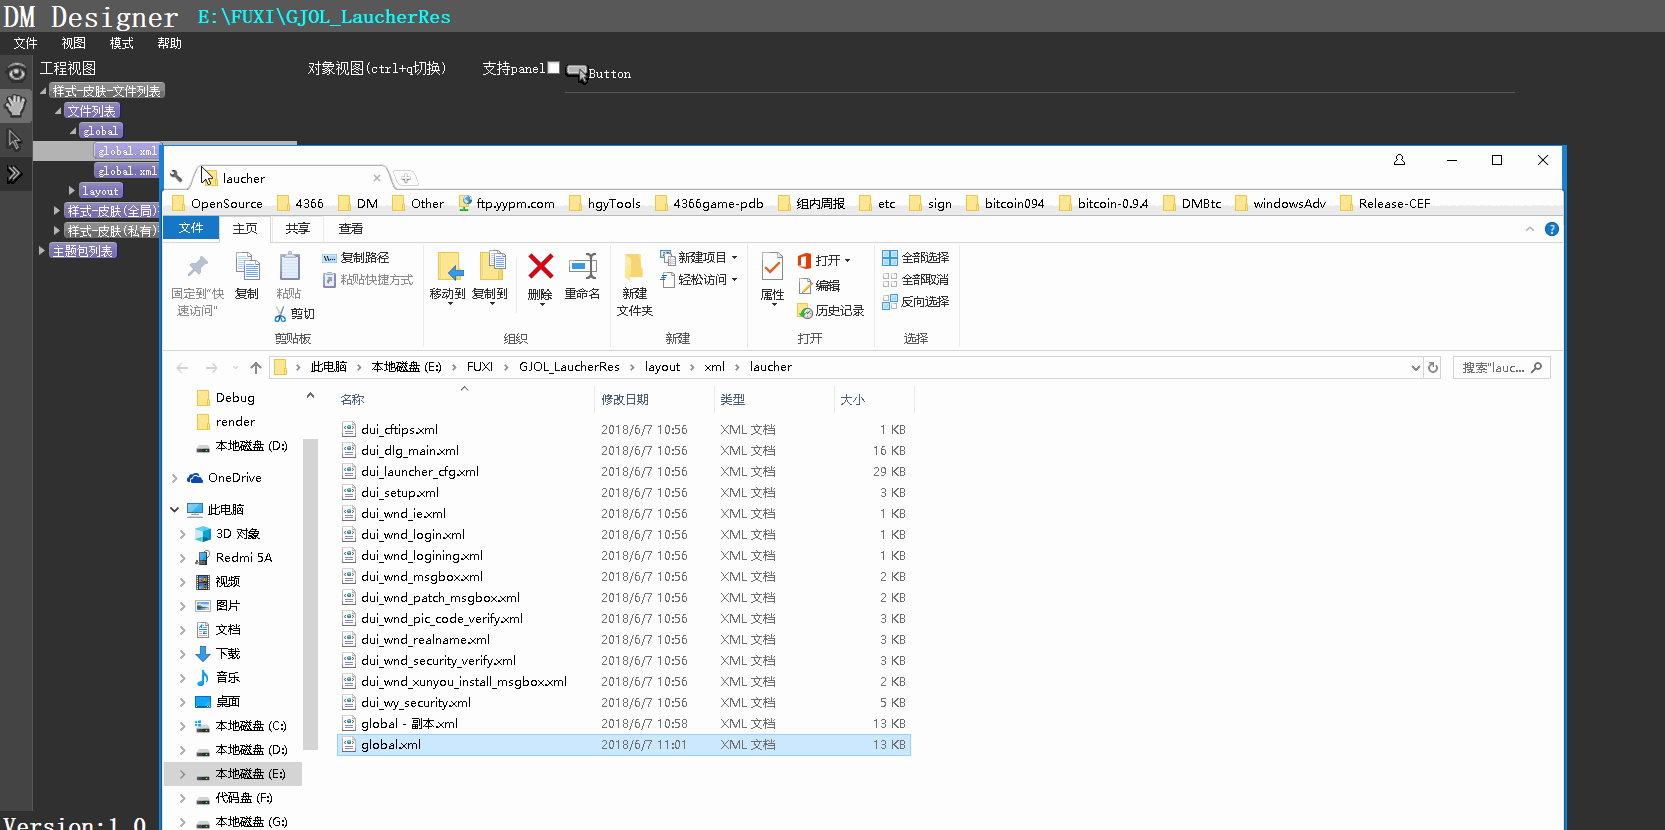 DM Designer E:\FUXI\GJOL_LaucherRes
文件 视图 模式 帮助
工程视图
对象视图(ctrl+q切换)
支持panel
Button
样式-皮肤-文件列表
文件列表
global
global.xml
global.xml
layout
样式-皮肤(全局)
样式-皮肤(私有)
主题包列表
Version:1.0
laucher
OpenSource 4366 DM Other ftp.yypm.com hgyTools 4366game-pdb 组内周报 etc sign bitcoin094 bitcoin-0.9.4 DMBtc windowsAdv Release-CEF
文件 主页 共享 查看
固定到"快速访问"
复制
粘贴
复制路径
粘贴快捷方式
剪切
剪贴板
移动到 复制到 删除 重命名
组织
新建文件夹
新建项目
轻松访问
新建
属性
打开
编辑
历史记录
打开
全部选择
全部取消
反向选择
选择
此电脑 › 本地磁盘 (E:) › FUXI › GJOL_LaucherRes › layout › xml › laucher
搜索"lauc...
Debug
render
本地磁盘 (D:)
OneDrive
此电脑
3D 对象
Redmi 5A
视频
图片
文档
下载
音乐
桌面
本地磁盘 (C:)
本地磁盘 (D:)
本地磁盘 (E:)
代码盘 (F:)
本地磁盘 (G:)
名称 修改日期 类型 大小
dui_cftips.xml 2018/6/7 10:56 XML 文档 1 KB
dui_dlg_main.xml 2018/6/7 10:56 XML 文档 16 KB
dui_launcher_cfg.xml 2018/6/7 10:56 XML 文档 29 KB
dui_setup.xml 2018/6/7 10:56 XML 文档 3 KB
dui_wnd_ie.xml 2018/6/7 10:56 XML 文档 1 KB
dui_wnd_login.xml 2018/6/7 10:56 XML 文档 1 KB
dui_wnd_logining.xml 2018/6/7 10:56 XML 文档 1 KB
dui_wnd_msgbox.xml 2018/6/7 10:56 XML 文档 2 KB
dui_wnd_patch_msgbox.xml 2018/6/7 10:56 XML 文档 2 KB
dui_wnd_pic_code_verify.xml 2018/6/7 10:56 XML 文档 3 KB
dui_wnd_realname.xml 2018/6/7 10:56 XML 文档 3 KB
dui_wnd_security_verify.xml 2018/6/7 10:56 XML 文档 3 KB
dui_wnd_xunyou_install_msgbox.xml 2018/6/7 10:56 XML 文档 2 KB
dui_wy_security.xml 2018/6/7 10:56 XML 文档 5 KB
global - 副本.xml 2018/6/7 10:58 XML 文档 13 KB
global.xml 2018/6/7 11:01 XML 文档 13 KB